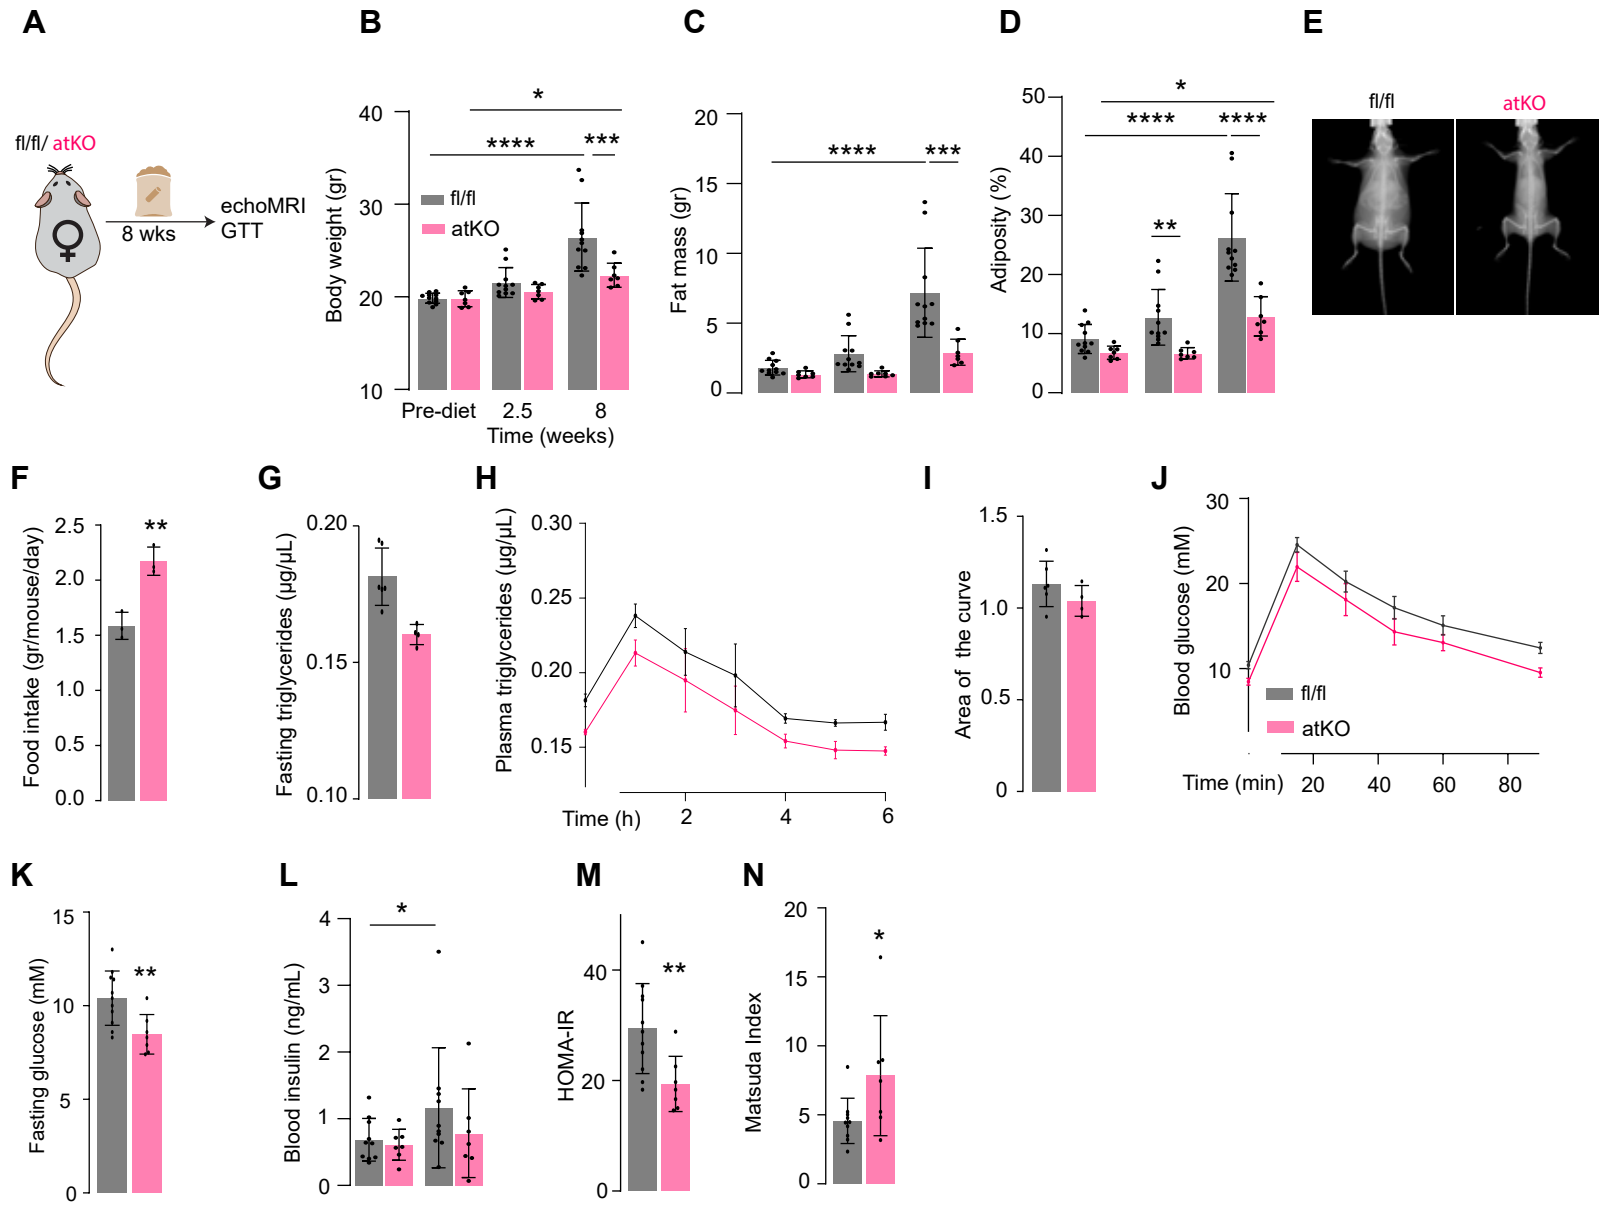 A
fl/fl/ atKO
8 wks
echoMRI
GTT
B
Body weight (gr)
40
30
20
10
*
****
***
fl/fl
atKO
Pre-diet
2.5
8
Time (weeks)
C
Fat mass (gr)
20
15
10
5
0
****
***
D
Adiposity (%)
50
40
30
20
10
0
*
****
****
**
E
fl/fl
atKO
F
Food intake (gr/mouse/day)
2.5
2.0
1.5
1.0
0.5
0.0
**
G
Fasting triglycerides (µg/µL)
0.20
0.15
0.10
H
Plasma triglycerides (µg/µL)
0.30
0.25
0.20
0.15
Time (h)
2
4
6
I
Area of the curve
1.5
1.0
0.5
0
J
Blood glucose (mM)
30
20
10
fl/fl
atKO
Time (min)
20
40
60
80
K
Fasting glucose (mM)
15
10
5
0
**
L
Blood insulin (ng/mL)
4
3
2
1
0
*
M
HOMA-IR
40
20
0
**
N
Matsuda Index
20
15
10
5
0
*